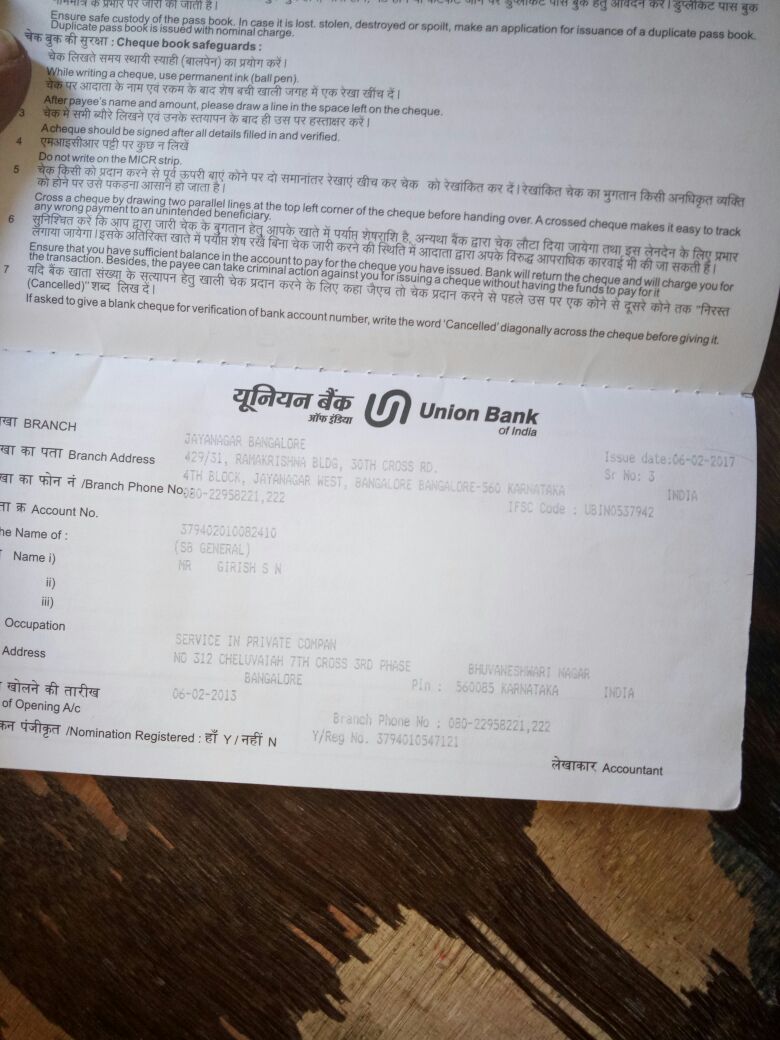 नाममात्र के प्रभार पर जारी की जाती है।
Ensure safe custody of the pass book. In case it is lost. stolen, destroyed or spoilt, make an application for issuance of a duplicate pass book.
Duplicate pass book is issued with nominal charge.
चेक बुक की सुरक्षा : Cheque book safeguards :
चेक लिखते समय स्थायी स्याही (बालपेन) का प्रयोग करें।
While writing a cheque, use permanent ink (ball pen).
चेक पर आदाता के नाम एवं रकम के बाद शेष बची खाली जगह में एक रेखा खींच दें।
After payee's name and amount, please draw a line in the space left on the cheque.
3 चेक में सभी ब्यौरे लिखने एवं उनके सत्यापन के बाद ही उस पर हस्ताक्षर करें।
A cheque should be signed after all details filled in and verified.
4 एमआइसीआर पट्टी पर कुछ न लिखें
Do not write on the MICR strip.
5 चेक किसी को प्रदान करने से पूर्व ऊपरी बाएं कोने पर दो समानांतर रेखाएं खींच कर चेक को रेखांकित कर दें। रेखांकित चेक का भुगतान किसी अनधिकृत व्यक्ति
को होने पर उसे पकड़ना आसान हो जाता है।
Cross a cheque by drawing two parallel lines at the top left corner of the cheque before handing over. A crossed cheque makes it easy to track
any wrong payment to an unintended beneficiary.
6 सुनिश्चित करे कि आप द्वारा जारी चेक के भुगतान हेतु आपके खाते में पर्याप्त शेषराशि है, अन्यथा बैंक द्वारा चेक लौटा दिया जायेगा तथा इस लेनदेन के लिए प्रभार
लगाया जायेगा। इसके अतिरिक्त खाते में पर्याप्त शेष रखे बिना चेक जारी करने की स्थिति में आदाता द्वारा आपके विरुद्ध आपराधिक कारवाई भी की जा सकती है।
Ensure that you have sufficient balance in the account to pay for the cheque you have issued. Bank will return the cheque and will charge you for
the transaction. Besides, the payee can take criminal action against you for issuing a cheque without having the funds to pay for it
7 यदि बैंक खाता संख्या के सत्यापन हेतु खाली चेक प्रदान करने के लिए कहा जाएच तो चेक प्रदान करने से पहले उस पर एक कोने से दूसरे कोने तक "निरस्त
(Cancelled)" शब्द लिख दें।
If asked to give a blank cheque for verification of bank account number, write the word 'Cancelled' diagonally across the cheque before giving it.
यूनियन बैंक Union Bank
ऑफ इंडिया of India
खा BRANCH JAYANAGAR BANGALORE Issue date:06-02-2017
खा का पता Branch Address 429/31, RAMAKRISHNA BLDG, 30TH CROSS RD. Sr No: 3
4TH BLOCK, JAYANAGAR WEST, BANGALORE BANGALORE-560 KARNATAKA INDIA
खा का फोन नं /Branch Phone No. 080-22958221,222 IFSC Code : UBIN0537942
ता क्र Account No. 379402010082410
he Name of : (SB GENERAL)
Name i) MR GIRISH S N
ii)
iii)
Occupation SERVICE IN PRIVATE COMPAN
Address NO 312 CHELUVAIAH 7TH CROSS 3RD PHASE BHUVANESHWARI NAGAR
BANGALORE Pin : 560085 KARNATAKA INDIA
खोलने की तारीख 06-02-2013
of Opening A/c Branch Phone No : 080-22958221,222
कन पंजीकृत /Nomination Registered : हाँ Y / नहीं N Y/Reg No. 3794010547121
लेखाकार Accountant